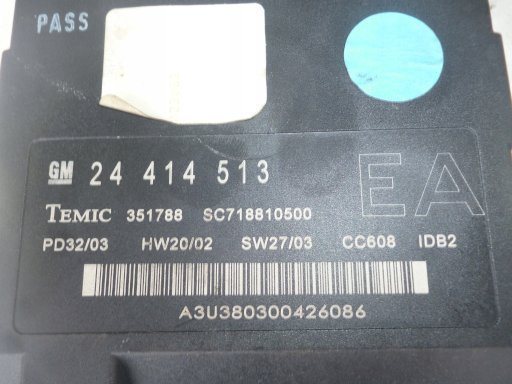 PASS
GM 24 414 513 EA
TEMIC 351788 SC718810500
PD32/03 HW20/02 SW27/03 CC608 IDB2
A3U380300426086